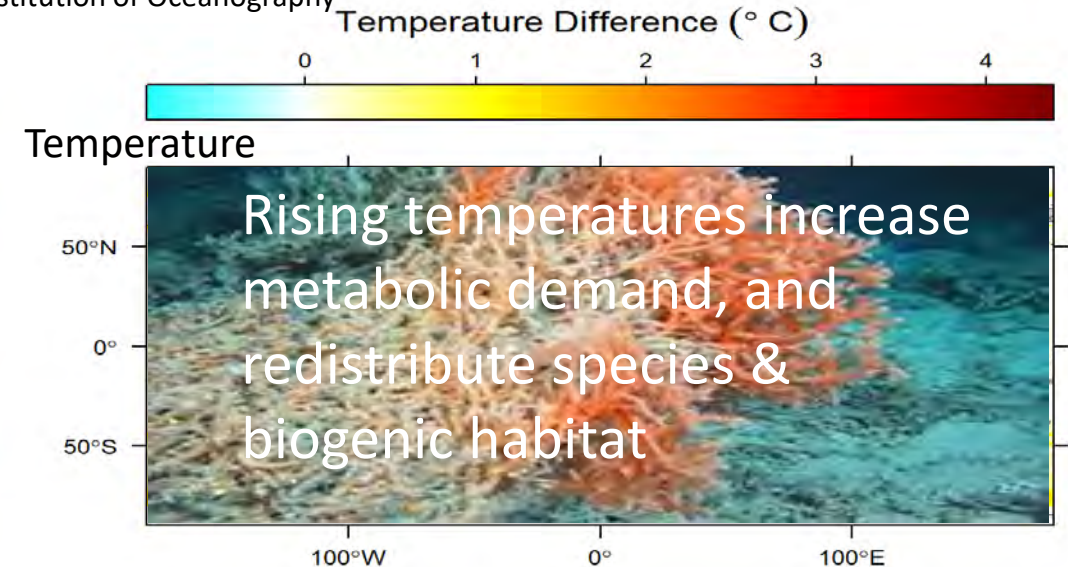 stitution of Oceanography
Temperature Difference (° C)
0 1 2 3 4
Temperature
Rising temperatures increase
metabolic demand, and
redistribute species &
biogenic habitat
50°N
0°
50°S
100°W 0° 100°E